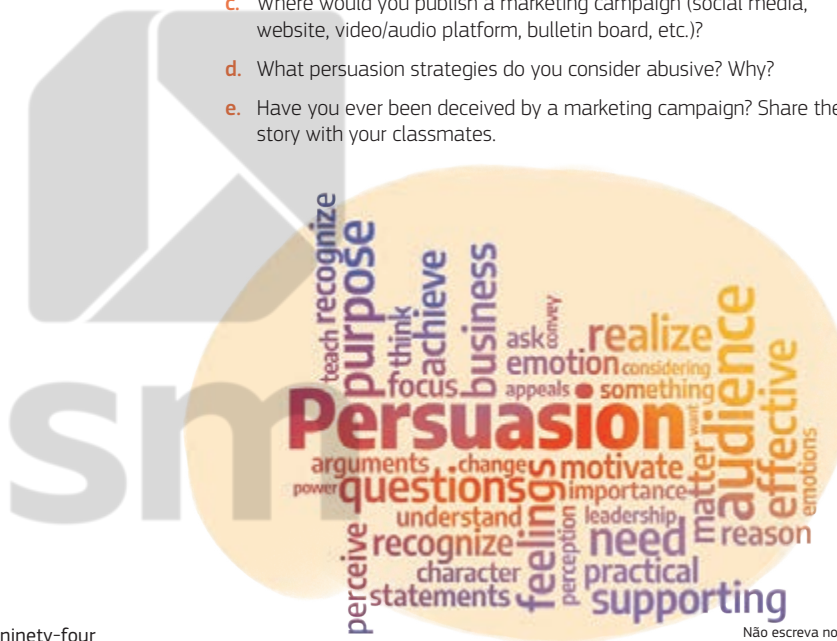 c. Where would you publish a marketing campaign (social media,
website, video/audio platform, bulletin board, etc.)?
d. What persuasion strategies do you consider abusive? Why?
e. Have you ever been deceived by a marketing campaign? Share the
story with your classmates.
teach
recognize
purpose
think
achieve
focus
business
ask
convey
realize
emotion
considering
appeals
something
audience
effective
Persuasion
want
arguments
change
motivate
power
questions
feelings
importance
matter
emotions
understand
leadership
perceive
recognize
perception
need
reason
character
practical
statements
supporting
sm
ninety-four
Não escreva no